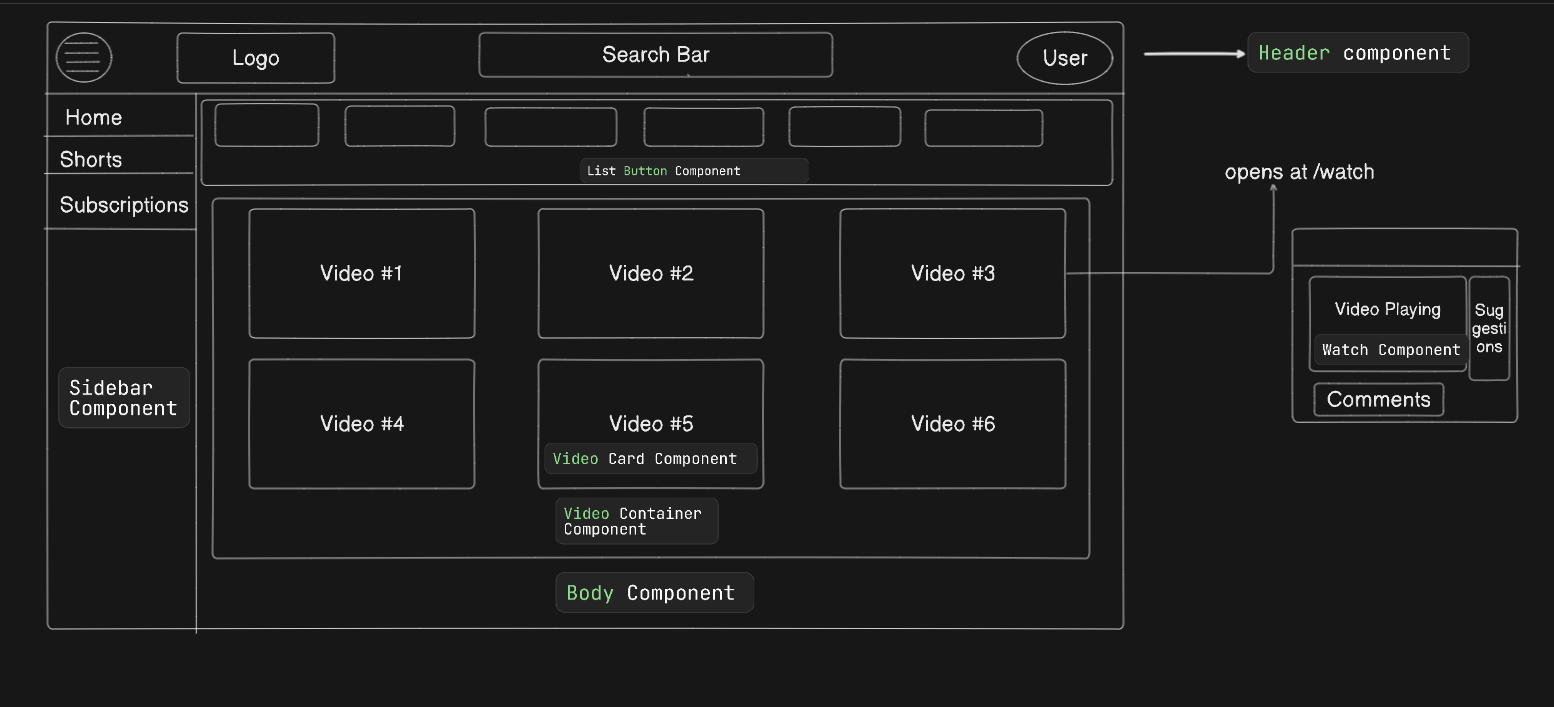 Logo
Search Bar
User
Header component
Home
Shorts
Subscriptions
List Button Component
opens at /watch
Video #1
Video #2
Video #3
Video Playing
Watch Component
Sug
gesti
ons
Comments
Sidebar
Component
Video #4
Video #5
Video #6
Video Card Component
Video Container
Component
Body Component